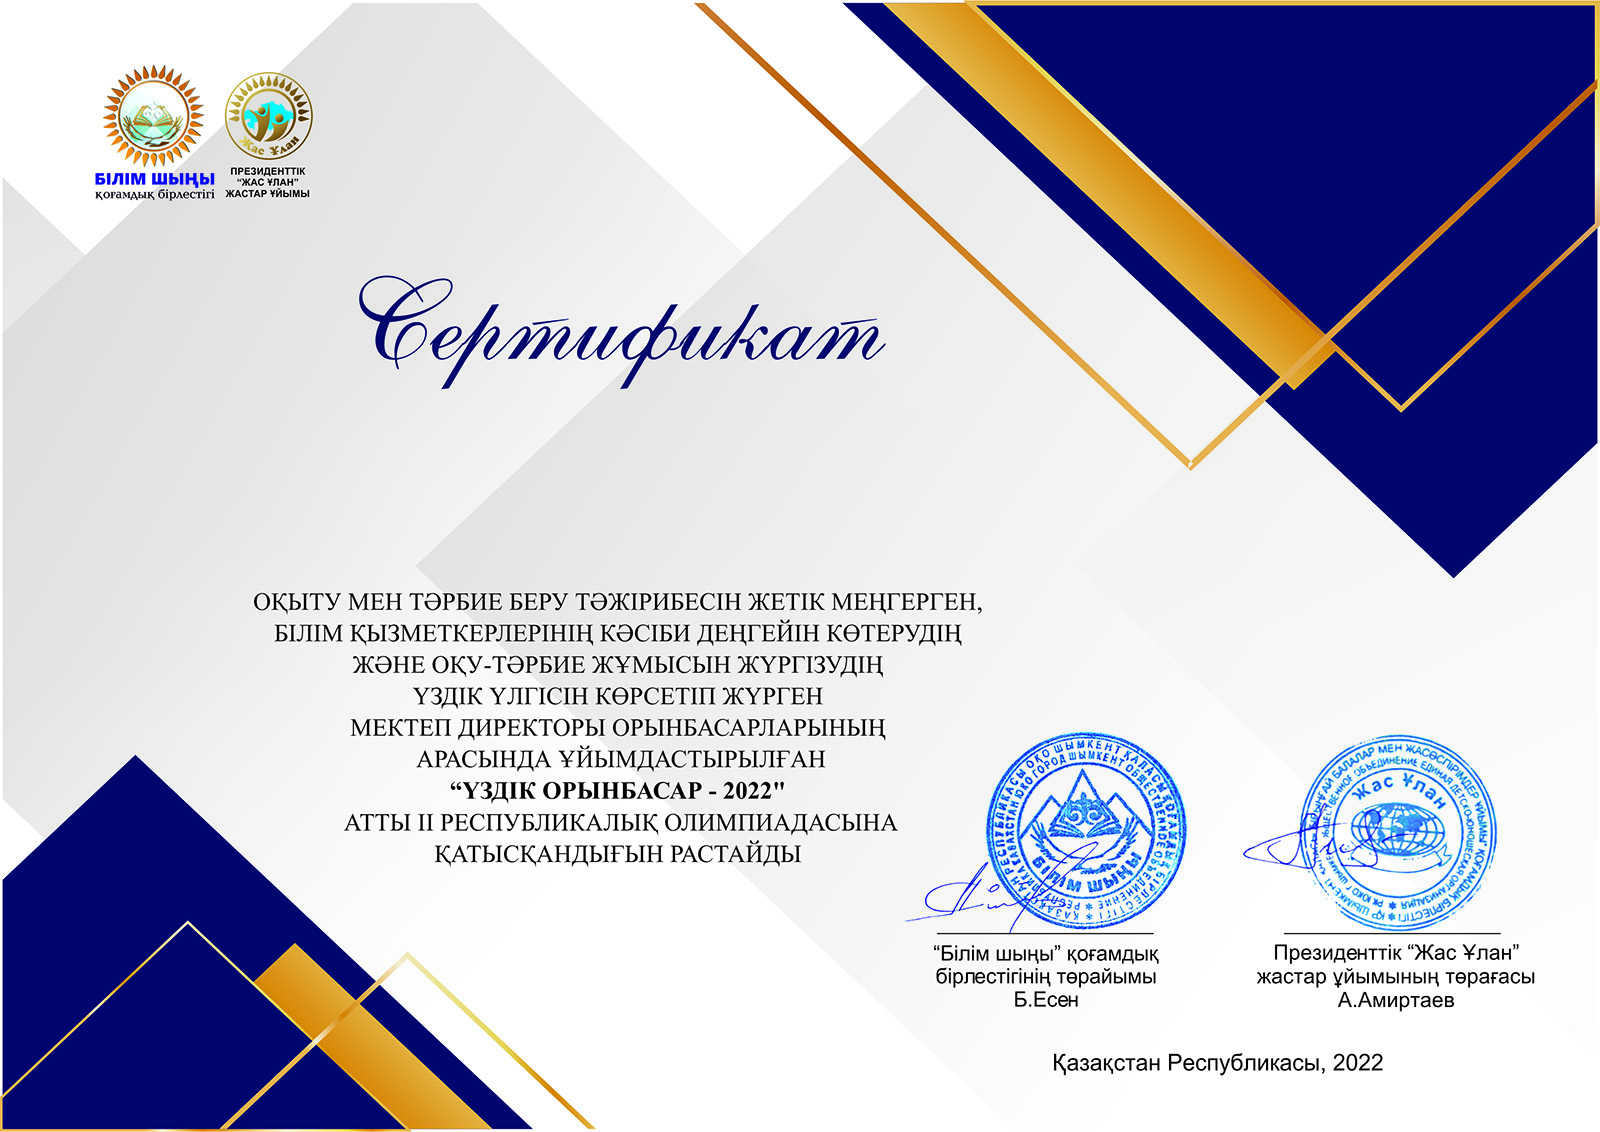 Жас Ұлан
БІЛІМ ШЫҢЫ
қоғамдық бірлестігі
ПРЕЗИДЕНТТІК
“ЖАС ҰЛАН”
ЖАСТАР ҰЙЫМЫ
Сертификат
ОҚЫТУ МЕН ТӘРБИЕ БЕРУ ТӘЖІРИБЕСІН ЖЕТІК МЕҢГЕРГЕН,
БІЛІМ ҚЫЗМЕТКЕРЛЕРІНІҢ КӘСІБИ ДЕҢГЕЙІН КӨТЕРУДІҢ
ЖӘНЕ ОҚУ-ТӘРБИЕ ЖҰМЫСЫН ЖҮРГІЗУДІҢ
ҮЗДІК ҮЛГІСІН КӨРСЕТІП ЖҮРГЕН
МЕКТЕП ДИРЕКТОРЫ ОРЫНБАСАРЛАРЫНЫҢ
АРАСЫНДА ҰЙЫМДАСТЫРЫЛҒАН
“ҮЗДІК ОРЫНБАСАР - 2022"
АТТЫ ІІ РЕСПУБЛИКАЛЫҚ ОЛИМПИАДАСЫНА
ҚАТЫСҚАНДЫҒЫН РАСТАЙДЫ
БІЛІМ ШЫҢЫ
Жас Ұлан
“Білім шыңы” қоғамдық
бірлестігінің төрайымы
Б.Есен
Президенттік “Жас Ұлан”
жастар ұйымының төрағасы
А.Амиртаев
Қазақстан Республикасы, 2022